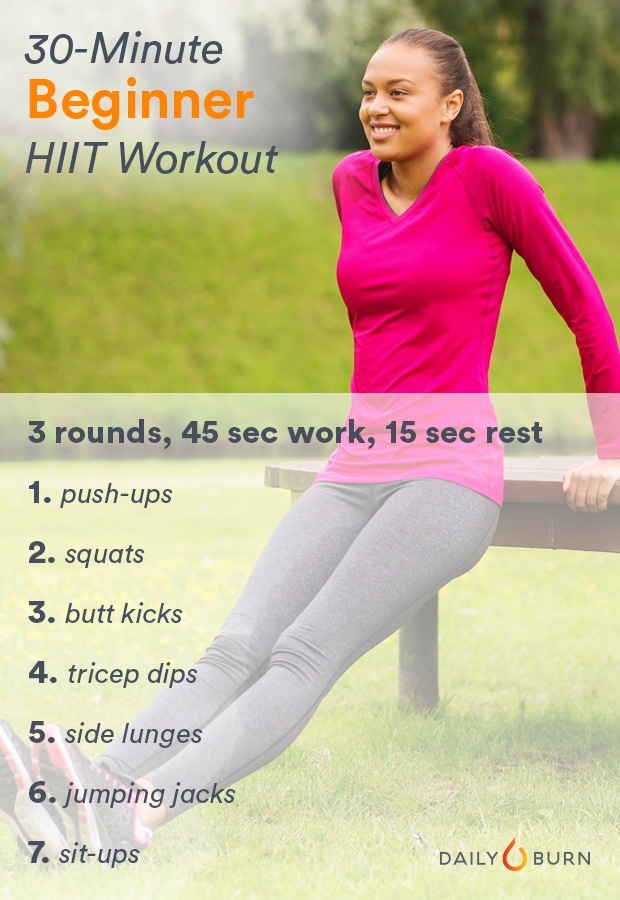 30-Minute
Beginner
HIIT Workout
3 rounds, 45 sec work, 15 sec rest
1. push-ups
2. squats
3. butt kicks
4. tricep dips
5. side lunges
6. jumping jacks
7. sit-ups
DAILY BURN